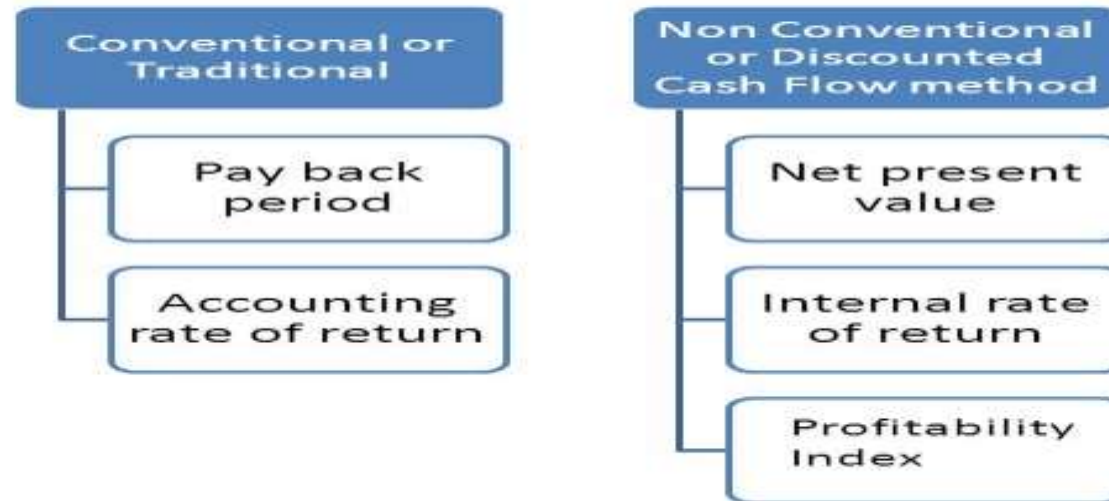 Conventional or
Traditional
Pay back
period
Accounting
rate of return
Non Conventional
or Discounted
Cash Flow method
Net present
value
Internal rate
of return
Profitability
Index